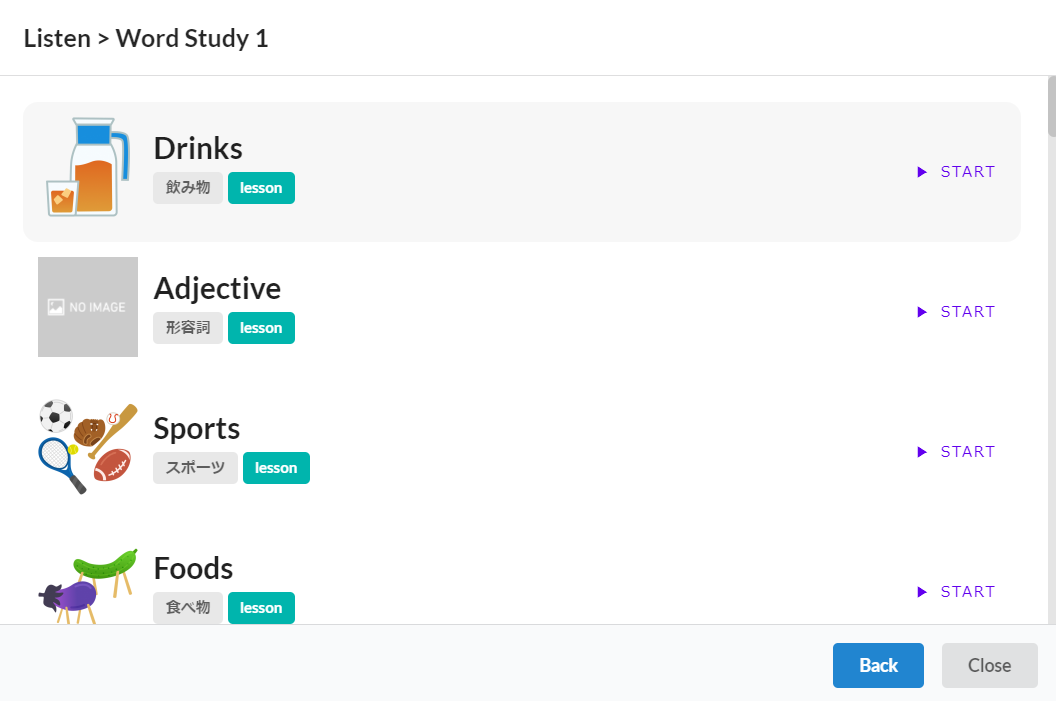 Listen > Word Study 1
Drinks
飲み物 lesson
START
NO IMAGE
Adjective
形容詞 lesson
START
Sports
スポーツ lesson
START
Foods
食べ物 lesson
START
Back Close